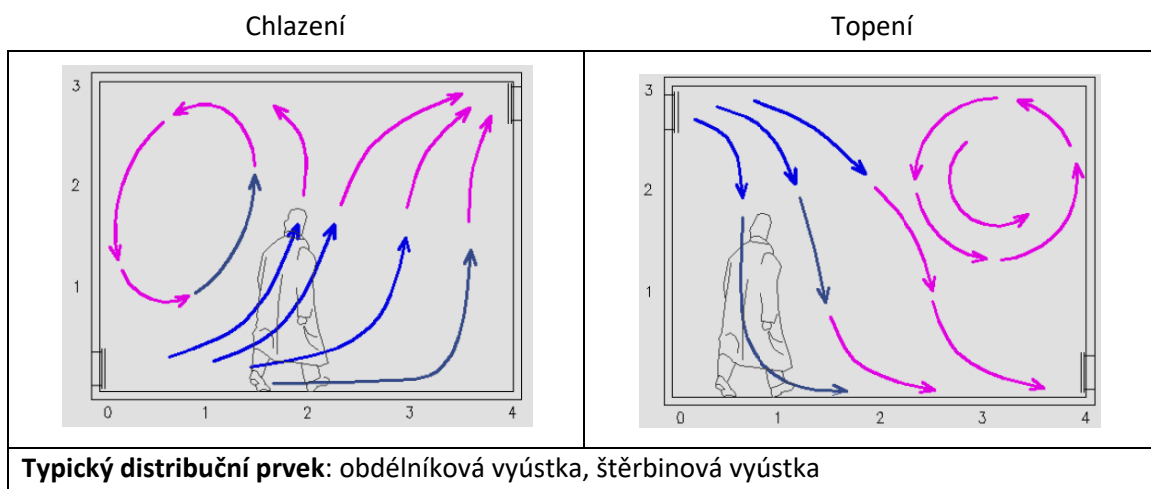 Chlazení
Topení
3
2
1
0 1 2 3 4
3
2
1
0 1 2 3 4
Typický distribuční prvek: obdélníková vyústka, štěrbinová vyústka